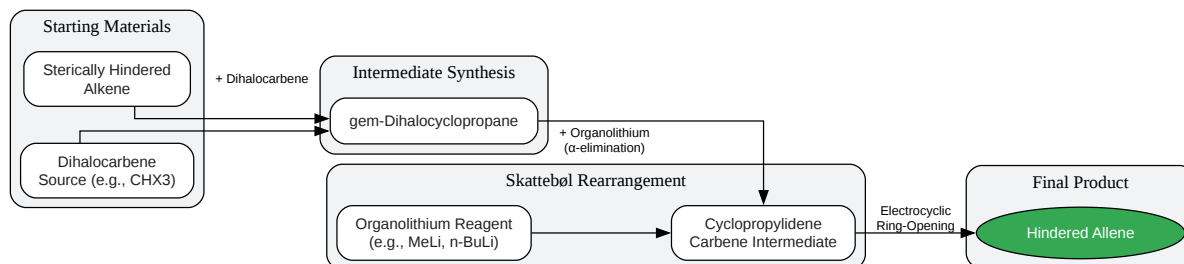 Starting Materials
Sterically Hindered
Alkene
Dihalocarbene
Source (e.g., CHX3)
+ Dihalocarbene
Intermediate Synthesis
gem-Dihalocyclopropane
+ Organolithium
(α-elimination)
Skattebøl Rearrangement
Organolithium Reagent
(e.g., MeLi, n-BuLi)
Cyclopropylidene
Carbene Intermediate
Electrocyclic
Ring-Opening
Final Product
Hindered Allene